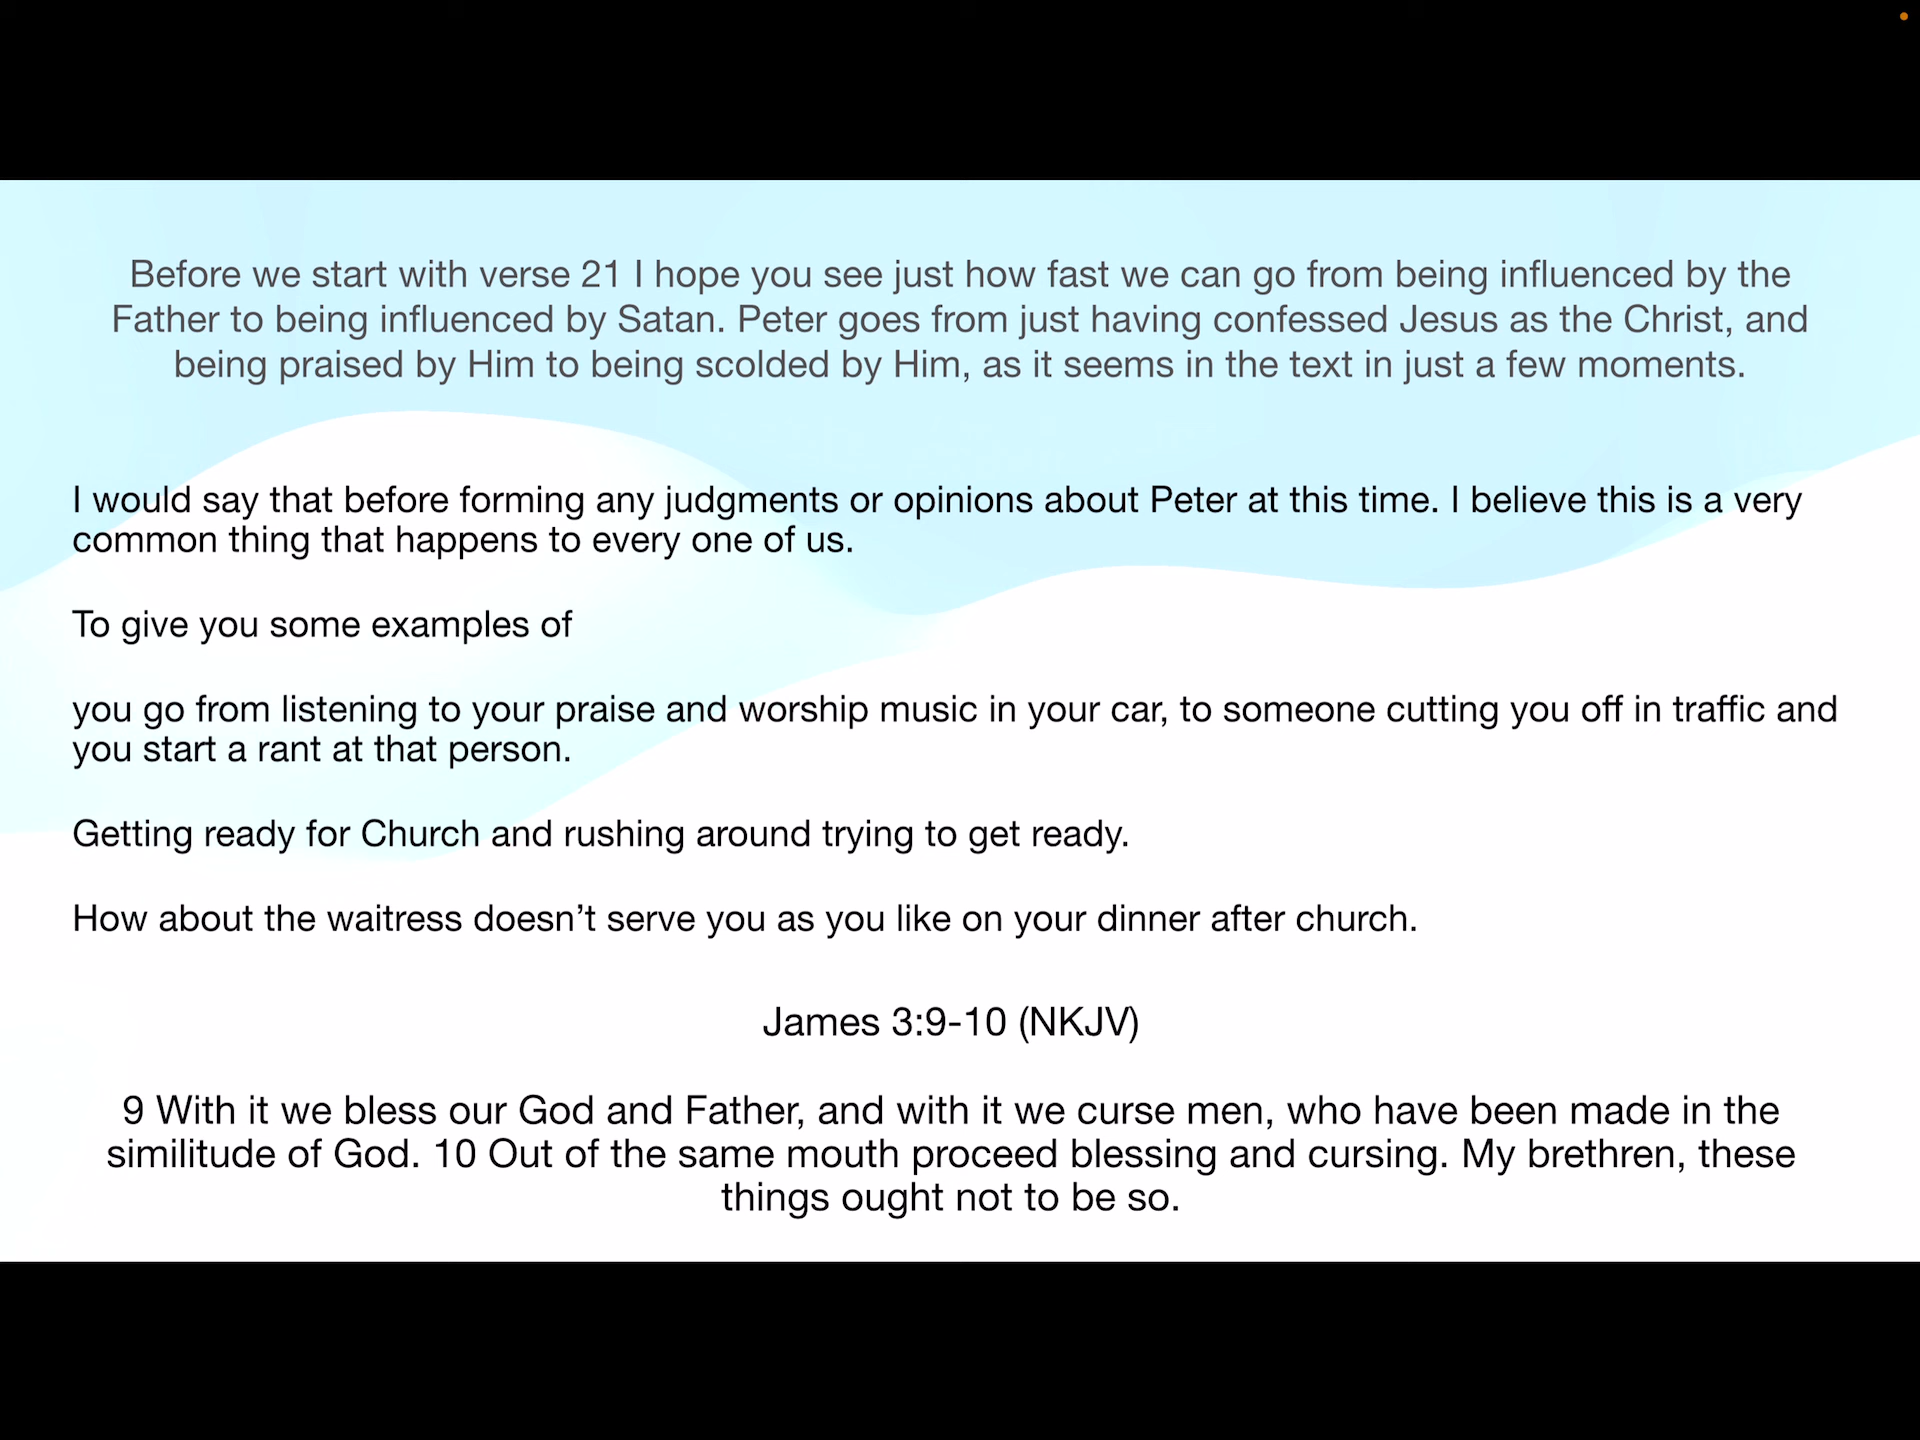 Before we start with verse 21 I hope you see just how fast we can go from being influenced by the
Father to being influenced by Satan. Peter goes from just having confessed Jesus as the Christ, and
being praised by Him to being scolded by Him, as it seems in the text in just a few moments.
I would say that before forming any judgments or opinions about Peter at this time. I believe this is a very
common thing that happens to every one of us.
To give you some examples of
you go from listening to your praise and worship music in your car, to someone cutting you off in traffic and
you start a rant at that person.
Getting ready for Church and rushing around trying to get ready.
How about the waitress doesn’t serve you as you like on your dinner after church.
James 3:9-10 (NKJV)
9 With it we bless our God and Father, and with it we curse men, who have been made in the
similitude of God. 10 Out of the same mouth proceed blessing and cursing. My brethren, these
things ought not to be so.